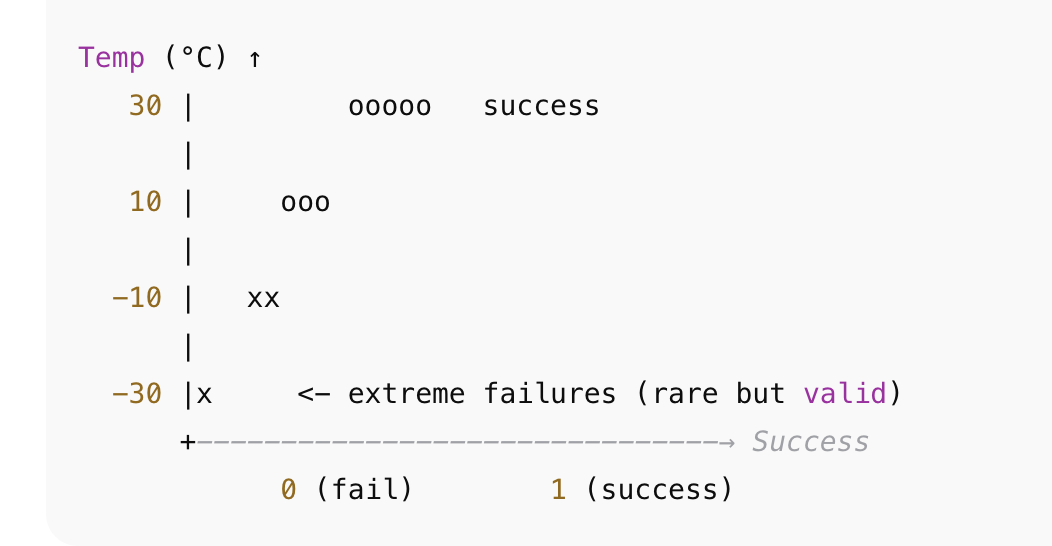 Temp (°C) ↑
   30 |         ooooo   success
      |
   10 |     ooo
      |
  −10 |   xx
      |
  −30 |x     <− extreme failures (rare but valid)
      +−−−−−−−−−−−−−−−−−−−−−−−−−−−−−−−→ Success
            0 (fail)        1 (success)